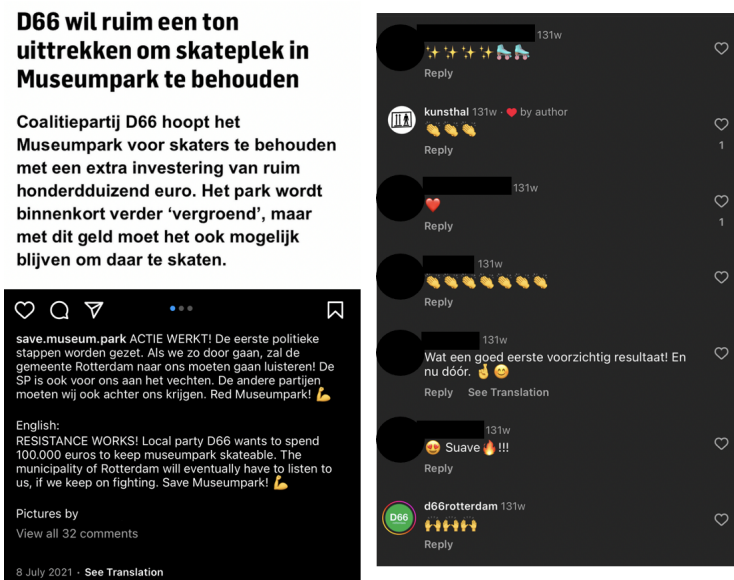 D66 wil ruim een ton
uittrekken om skateplek in
Museumpark te behouden
Coalitiepartij D66 hoopt het
Museumpark voor skaters te behouden
met een extra investering van ruim
honderdduizend euro. Het park wordt
binnenkort verder ‘vergroend’, maar
met dit geld moet het ook mogelijk
blijven om daar te skaten.
save.museum.park ACTIE WERKT! De eerste politieke
stappen worden gezet. Als we zo door gaan, zal de
gemeente Rotterdam naar ons moeten gaan luisteren! De
SP is ook voor ons aan het vechten. De andere partijen
moeten wij ook achter ons krijgen. Red Museumpark! 💪
English:
RESISTANCE WORKS! Local party D66 wants to spend
100.000 euros to keep museumpark skateable. The
municipality of Rotterdam will eventually have to listen to
us, if we keep on fighting. Save Museumpark! 💪
Pictures by
View all 32 comments
8 July 2021 · See Translation
131w
✨✨✨✨🛼🛼
Reply
kunsthal 131w · ❤️ by author
👏👏👏
Reply
1
131w
❤️
Reply
1
131w
👏👏👏👏👏👏👏
Reply
131w
Wat een goed eerste voorzichtig resultaat! En
nu dóór. 🤞😊
Reply See Translation
131w
😍 Suave🔥!!!
Reply
D66
d66rotterdam 131w
🙌🙌🙌
Reply